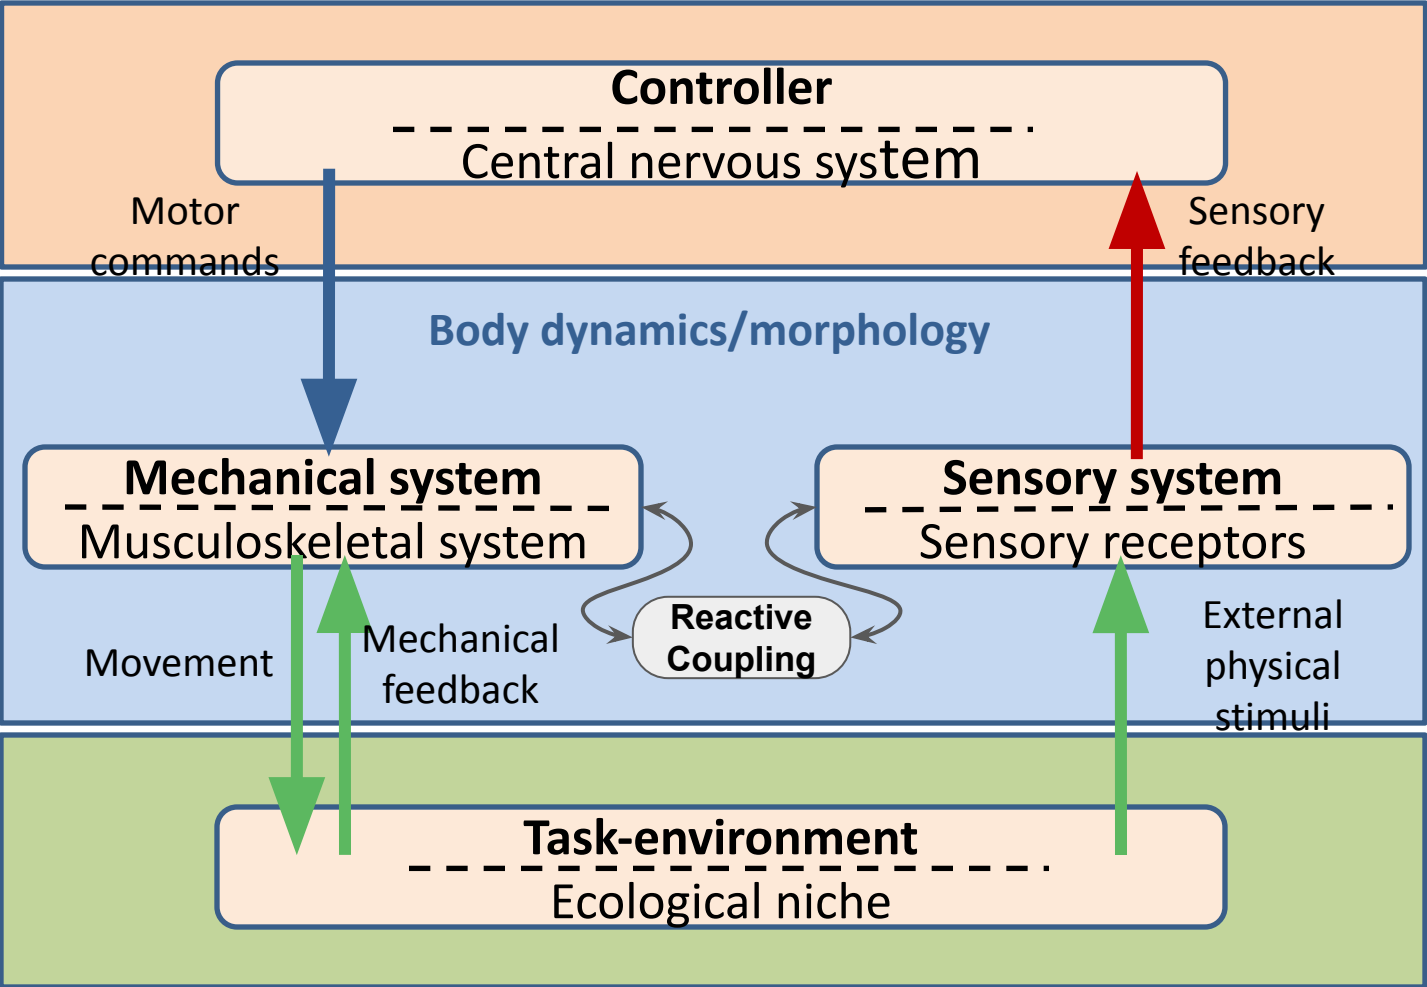 Controller
Central nervous system
Motor
commands
Sensory
feedback
Body dynamics/morphology
Mechanical system
Musculoskeletal system
Sensory system
Sensory receptors
Movement
Mechanical
feedback
Reactive
Coupling
External
physical
stimuli
Task-environment
Ecological niche